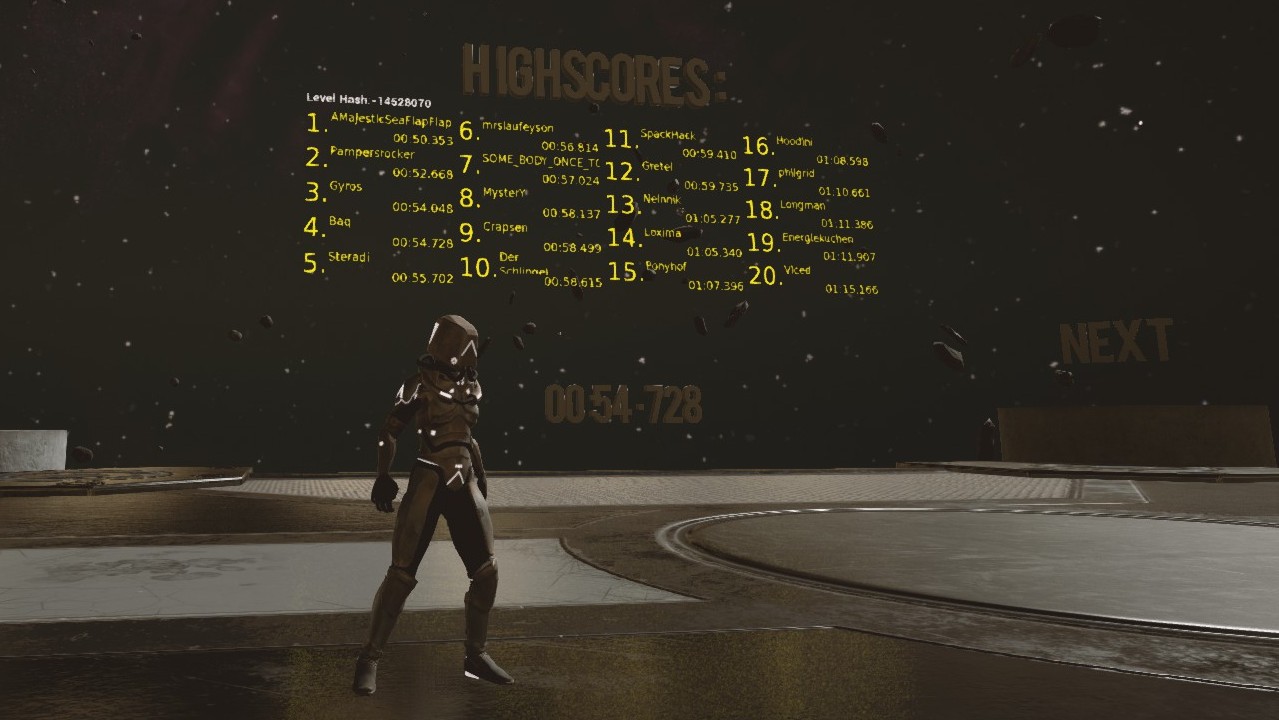 HIGHSCORES:
Level Hash:-14528070
1. AMajesticSeaFlapFlap
00:50.353
2. Pampersrocker
00:52.668
3. Gyros
00:54.048
4. Baq
00:54.728
5. Steradi
00:55.702
6. mrslaufeyson
00:56.814
7. SOME_BODY_ONCE_TO
00:57.024
8. Mystery
00:58.137
9. Crapsen
00:58.499
10. Der
Schlingel
00:58.615
11. SpackHack
00:59.410
12. Gretel
00:59.735
13.
01:05.277
14. Loxima
01:05.340
15. Ponyhof
01:07.396
16. Hoodini
01:08.598
17. philgrid
01:10.661
18. Longman
01:11.386
19. Energiekuchen
01:11.907
20. Viced
01:15.166
NEXT
00:54.728